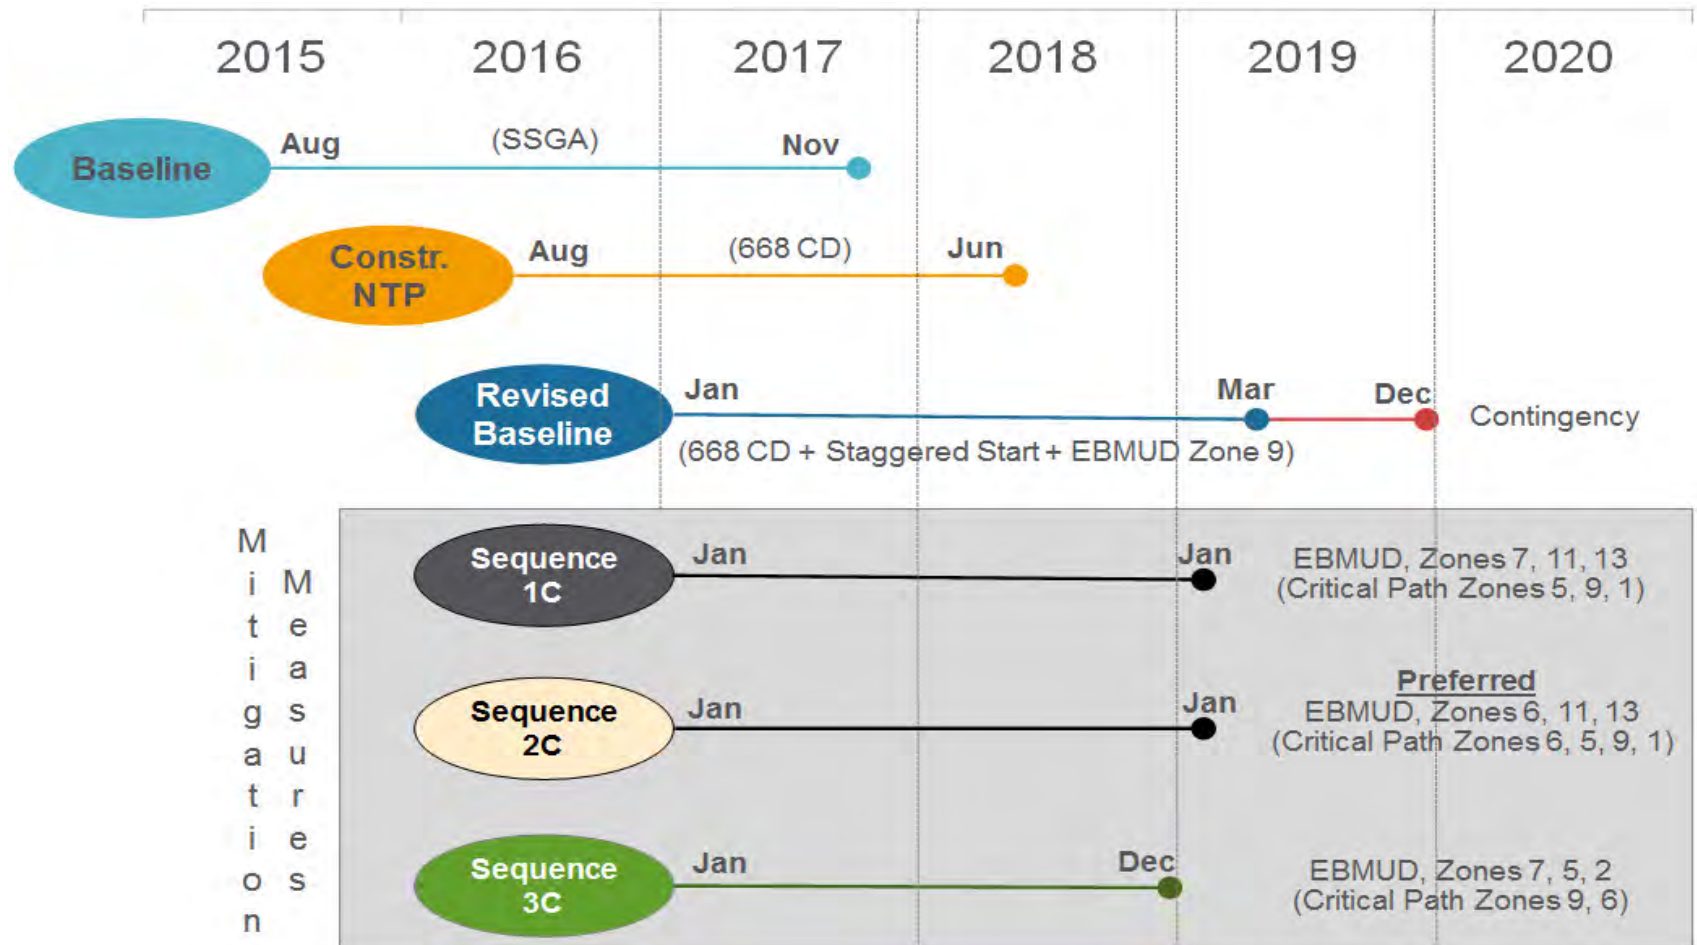 2015 2016 2017 2018 2019 2020
Baseline
Aug (SSGA) Nov
Constr.
NTP
Aug (668 CD) Jun
Revised
Baseline
Jan Mar Dec
Contingency
(668 CD + Staggered Start + EBMUD Zone 9)
Mitigation
Measures
Sequence
1C
Jan Jan
EBMUD, Zones 7, 11, 13
(Critical Path Zones 5, 9, 1)
Sequence
2C
Jan Jan
Preferred
EBMUD, Zones 6, 11, 13
(Critical Path Zones 6, 5, 9, 1)
Sequence
3C
Jan Dec
EBMUD, Zones 7, 5, 2
(Critical Path Zones 9, 6)